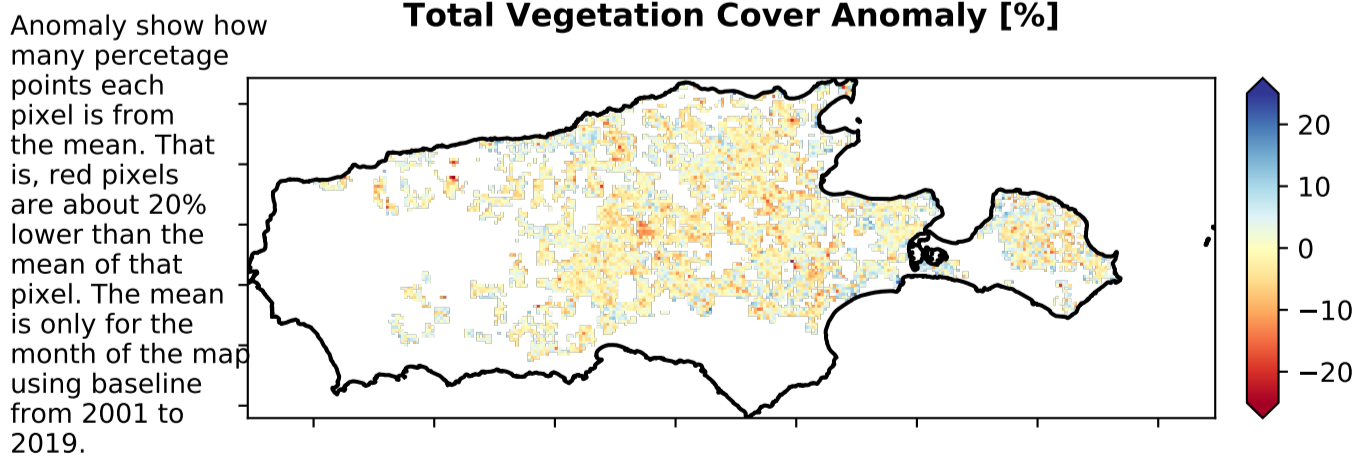 Total Vegetation Cover Anomaly [%]
Anomaly show how
many percetage
points each
pixel is from
the mean. That
is, red pixels
are about 20%
lower than the
mean of that
pixel. The mean
is only for the
month of the map
using baseline
from 2001 to
2019.
20
10
0
−10
−20